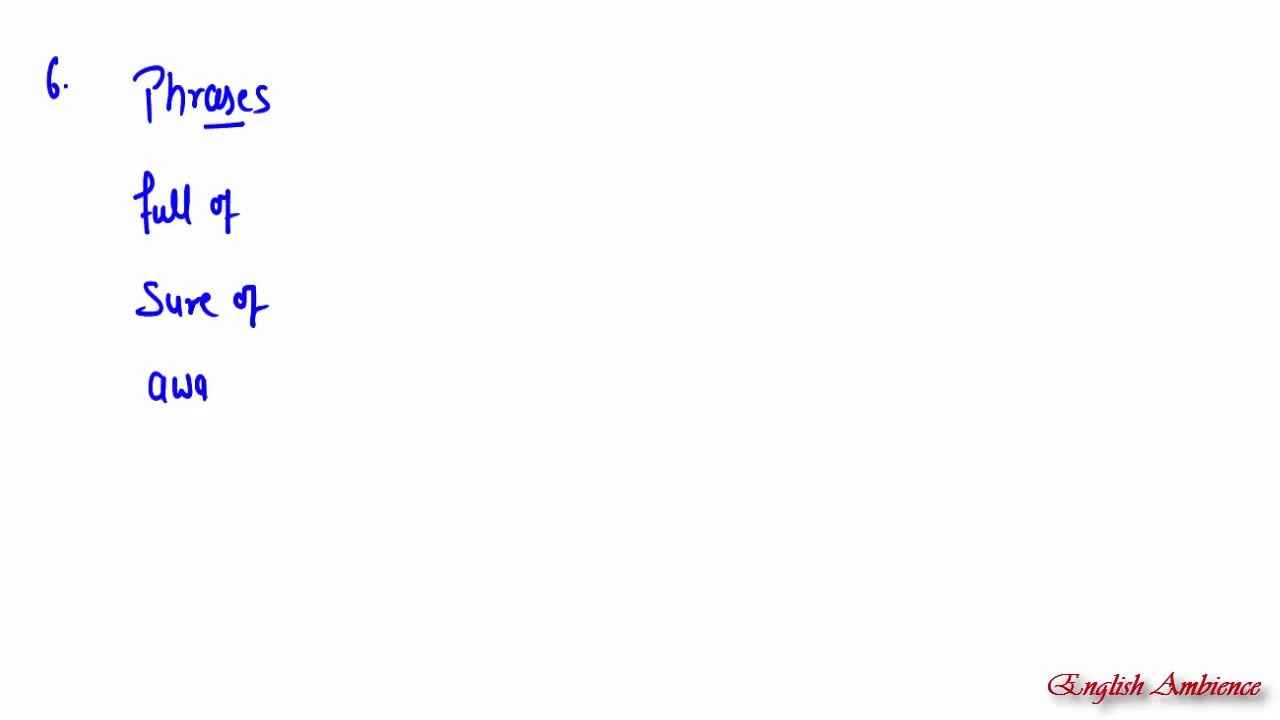 6. Phrases
full of
Sure of
awa
English Ambience